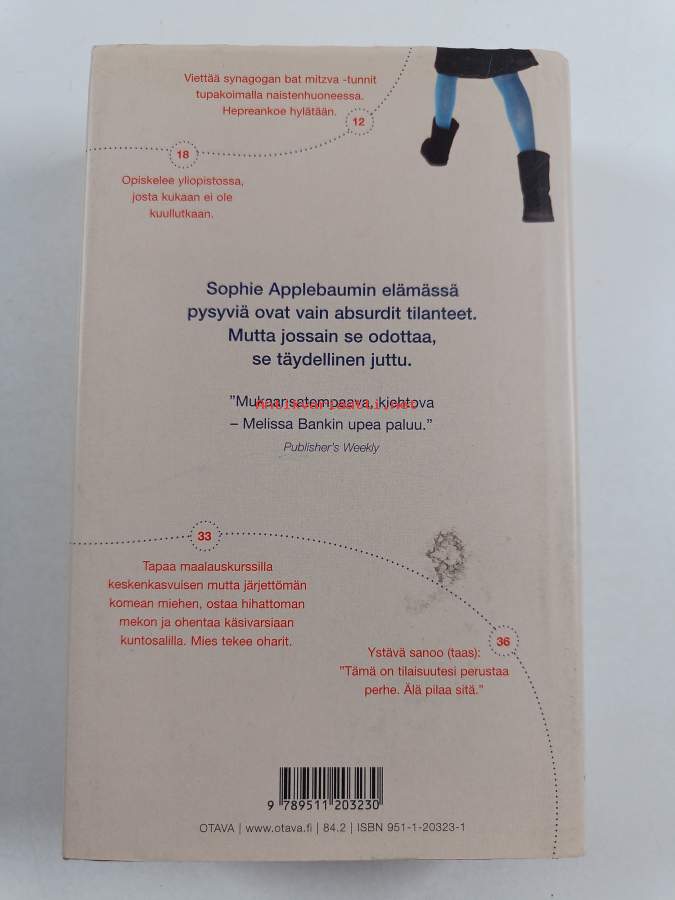 Viettää synagogan bat mitzva -tunnit
tupakoimalla naistenhuoneessa.
Hepreankoe hylätään.
12
18
Opiskelee yliopistossa,
josta kukaan ei ole
kuullutkaan.
Sophie Applebaumin elämässä
pysyviä ovat vain absurdit tilanteet.
Mutta jossain se odottaa,
se täydellinen juttu.
”Mukaansatempaava, kiehtova
Antikvariaatti.net
– Melissa Bankin upea paluu.”
Publisher's Weekly
33
Tapaa maalauskurssilla
keskenkasvuisen mutta järjettömän
komean miehen, ostaa hihattoman
mekon ja ohentaa käsivarsiaan
kuntosalilla. Mies tekee oharit.
36
Ystävä sanoo (taas):
”Tämä on tilaisuutesi perustaa
perhe. Älä pilaa sitä.”
9 789511 203230
OTAVA | www.otava.fi | 84.2 | ISBN 951-1-20323-1